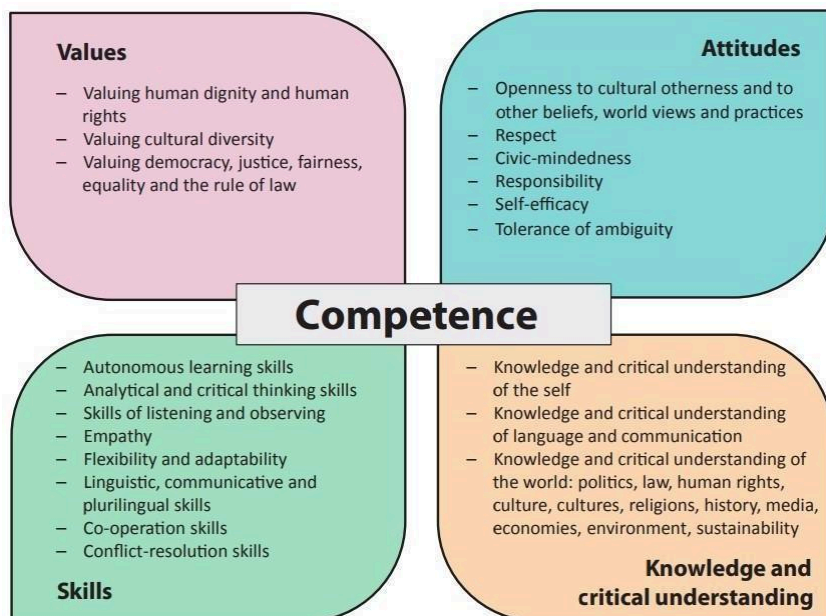 Values
– Valuing human dignity and human
rights
– Valuing cultural diversity
– Valuing democracy, justice, fairness,
equality and the rule of law
Attitudes
– Openness to cultural otherness and to
other beliefs, world views and practices
– Respect
– Civic-mindedness
– Responsibility
– Self-efficacy
– Tolerance of ambiguity
Competence
– Autonomous learning skills
– Analytical and critical thinking skills
– Skills of listening and observing
– Empathy
– Flexibility and adaptability
– Linguistic, communicative and
plurilingual skills
– Co-operation skills
– Conflict-resolution skills
Skills
– Knowledge and critical understanding
of the self
– Knowledge and critical understanding
of language and communication
– Knowledge and critical understanding of
the world: politics, law, human rights,
culture, cultures, religions, history, media,
economies, environment, sustainability
Knowledge and
critical understanding